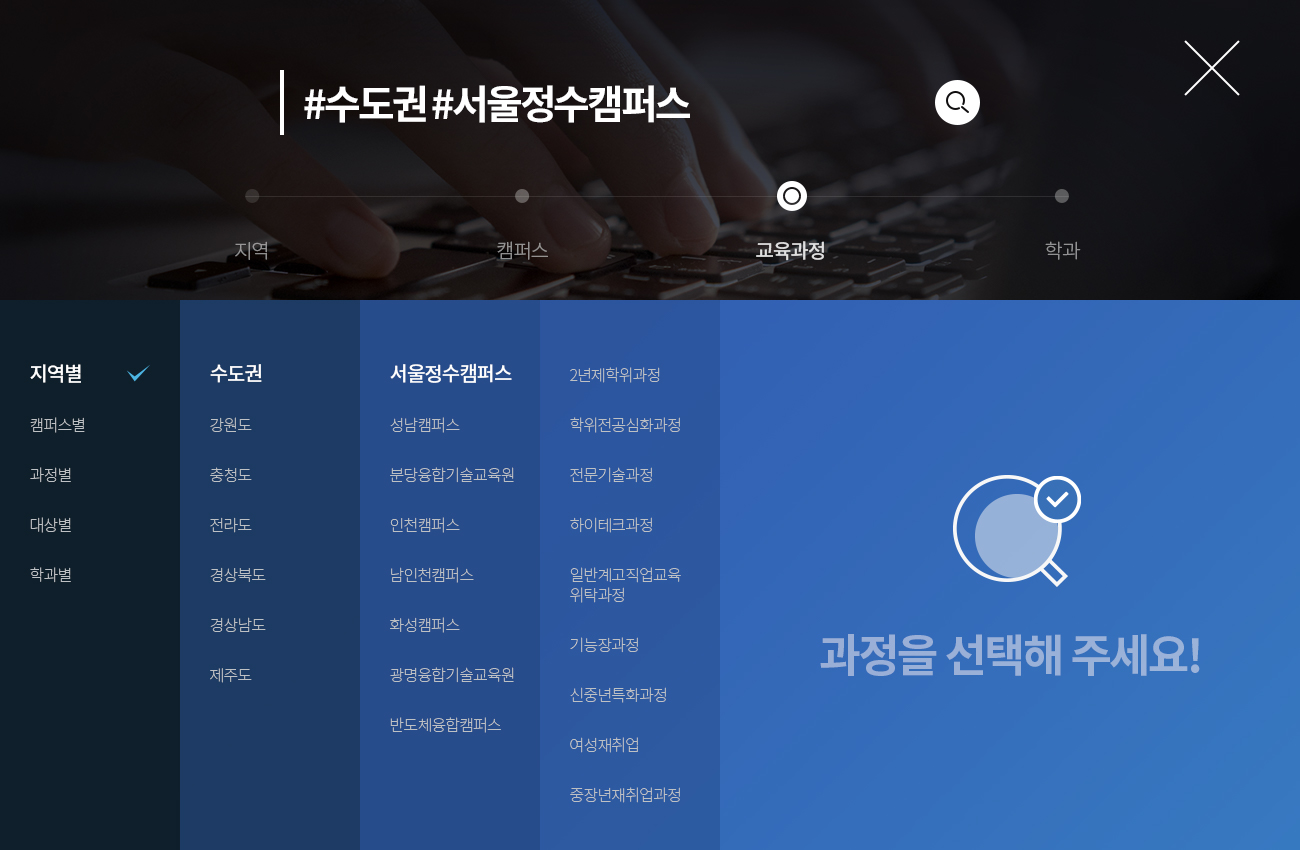 #수도권 #서울정수캠퍼스
지역
캠퍼스
교육과정
학과
지역별
캠퍼스별
과정별
대상별
학과별
수도권
강원도
충청도
전라도
경상북도
경상남도
제주도
서울정수캠퍼스
성남캠퍼스
분당융합기술교육원
인천캠퍼스
남인천캠퍼스
화성캠퍼스
광명융합기술교육원
반도체융합캠퍼스
2년제학위과정
학위전공심화과정
전문기술과정
하이테크과정
일반계고직업교육
위탁과정
기능장과정
신중년특화과정
여성재취업
중장년재취업과정
과정을 선택해 주세요!